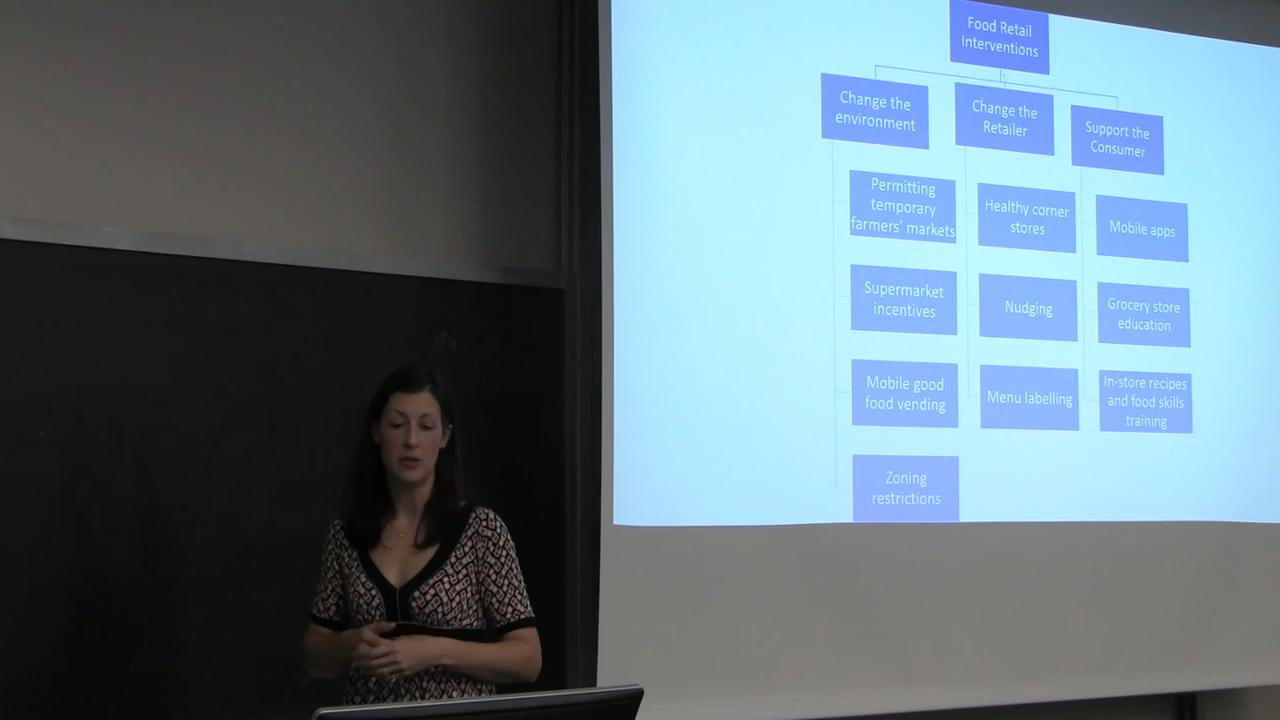 Food Retail
Interventions
Change the
environment
Change the
Retailer
Support the
Consumer
Permitting
temporary
farmers' markets
Healthy corner
stores
Mobile apps
Supermarket
incentives
Nudging
Grocery store
education
Mobile good
food vending
Menu labelling
In-store recipes
and food skills
training
Zoning
restrictions